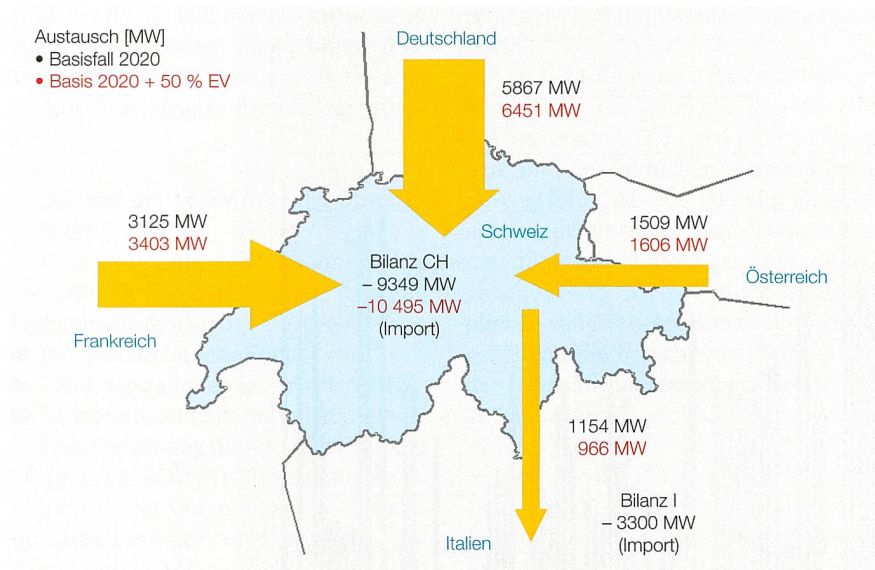 Austausch [MW]
• Basisfall 2020
• Basis 2020 + 50 % EV
Deutschland
5867 MW
6451 MW
3125 MW
3403 MW
Frankreich
Schweiz
1509 MW
1606 MW
Österreich
Bilanz CH
– 9349 MW
–10 495 MW
(Import)
1154 MW
966 MW
Italien
Bilanz I
– 3300 MW
(Import)